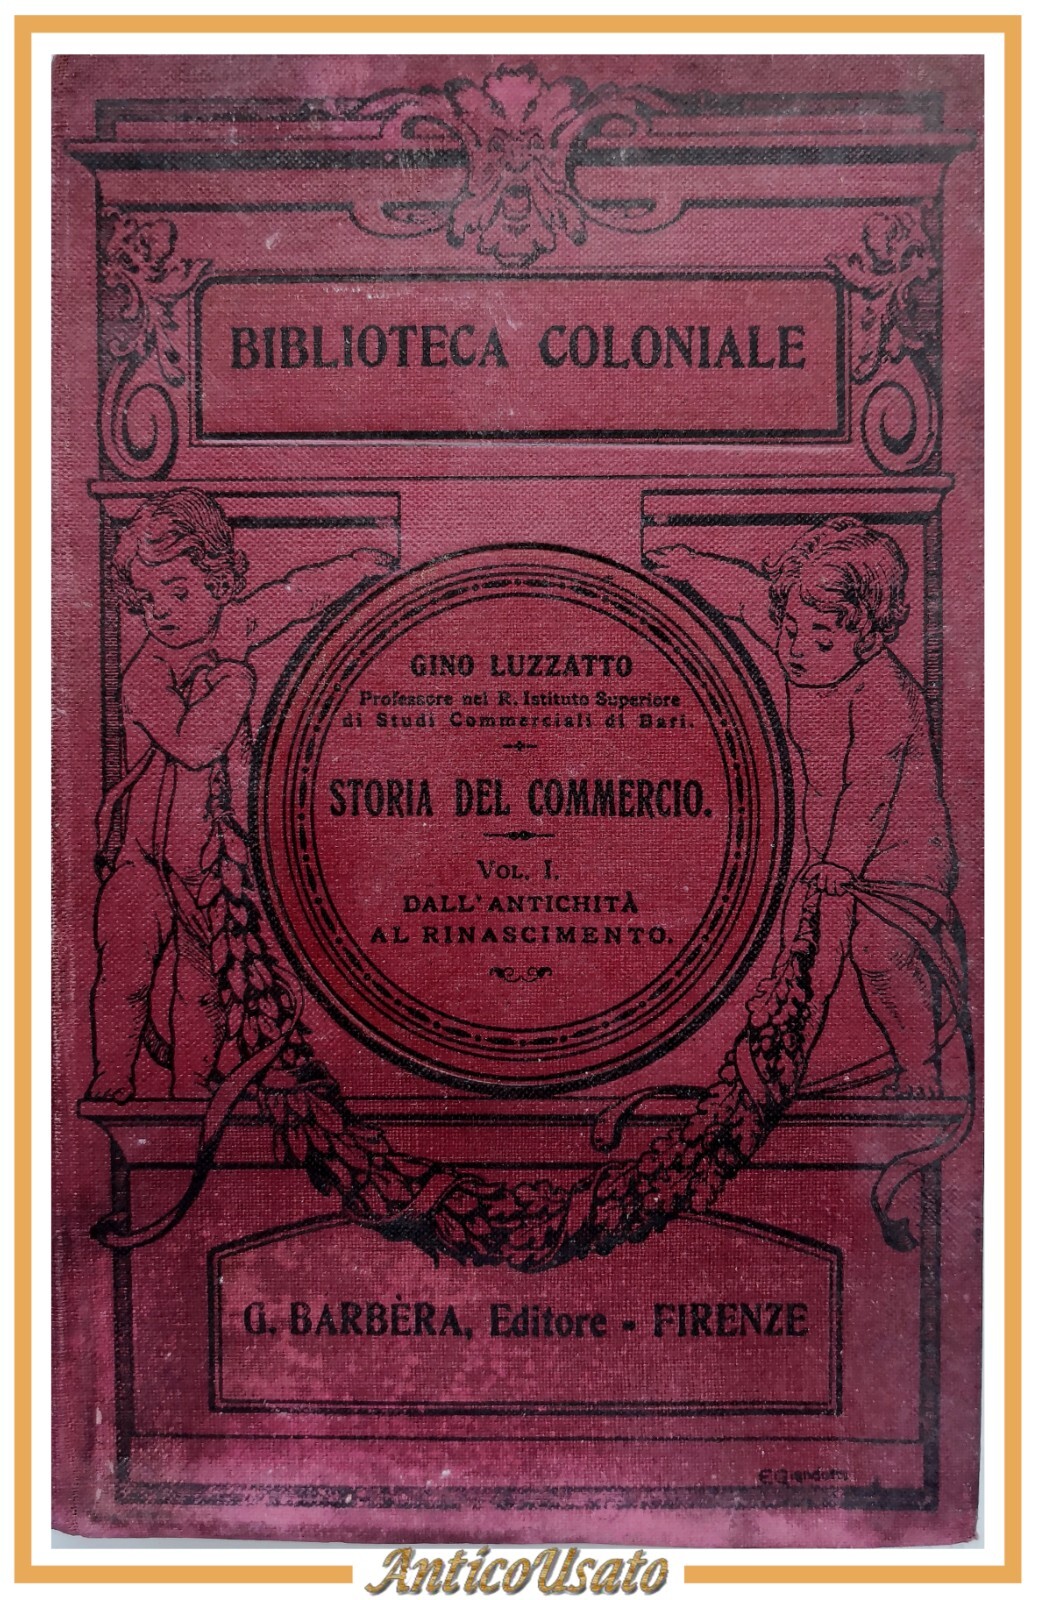 BIBLIOTECA COLONIALE
GINO LUZZATTO
Professore nel R. Istituto Superiore
di Studi Commerciali di Bari.
STORIA DEL COMMERCIO.
VOL. I.
DALL'ANTICHITÀ
AL RINASCIMENTO.
G. BARBÈRA, Editore - FIRENZE
AnticoUsato